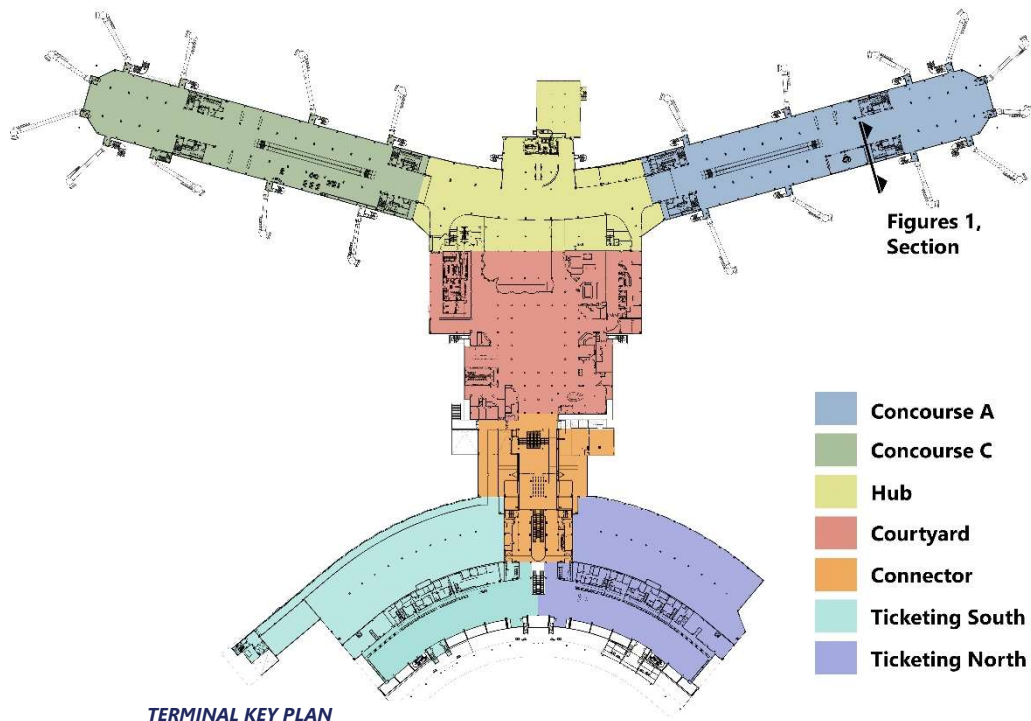 Figures 1,
Section
Concourse A
Concourse C
Hub
Courtyard
Connector
Ticketing South
Ticketing North
TERMINAL KEY PLAN